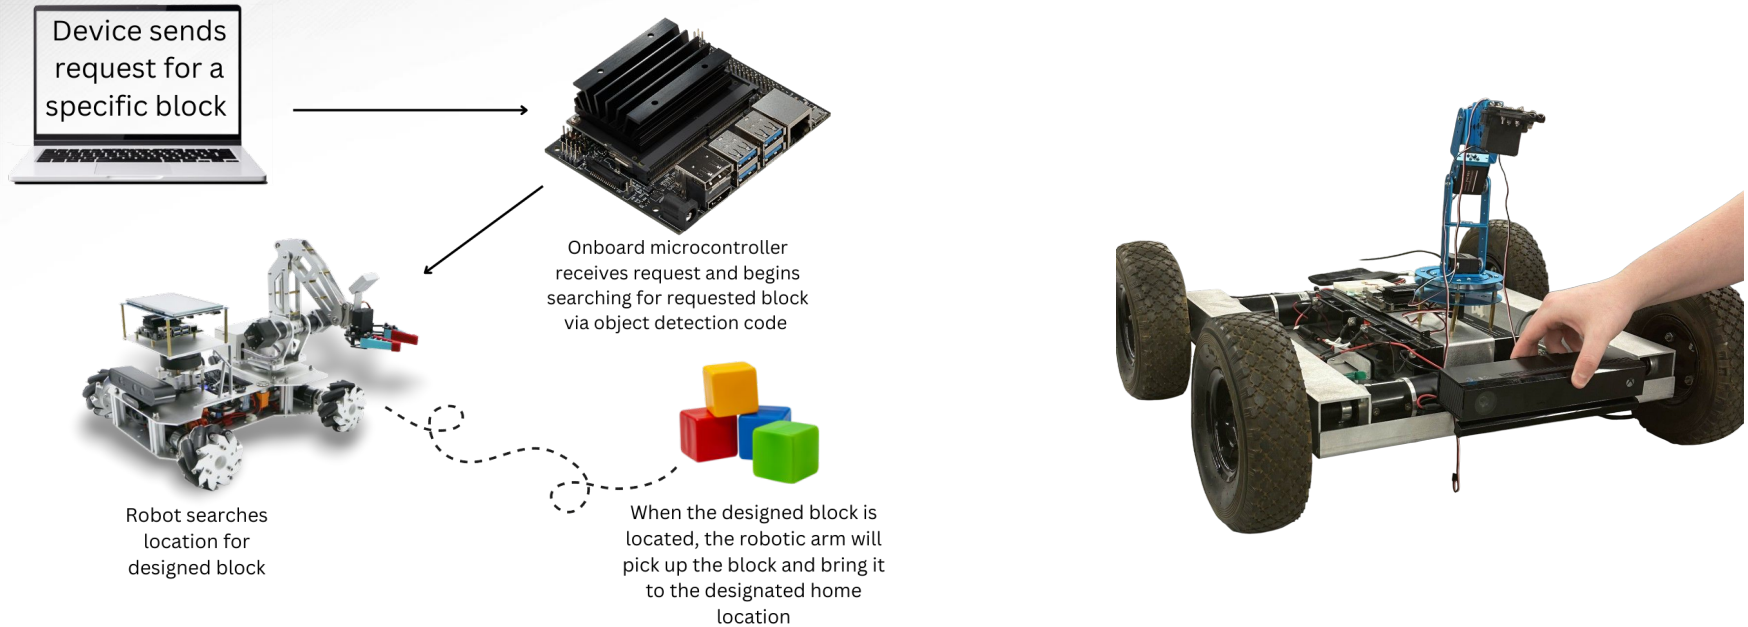 Device sends
request for a
specific block
Onboard microcontroller
receives request and begins
searching for requested block
via object detection code
Robot searches
location for
designed block
When the designed block is
located, the robotic arm will
pick up the block and bring it
to the designated home
location